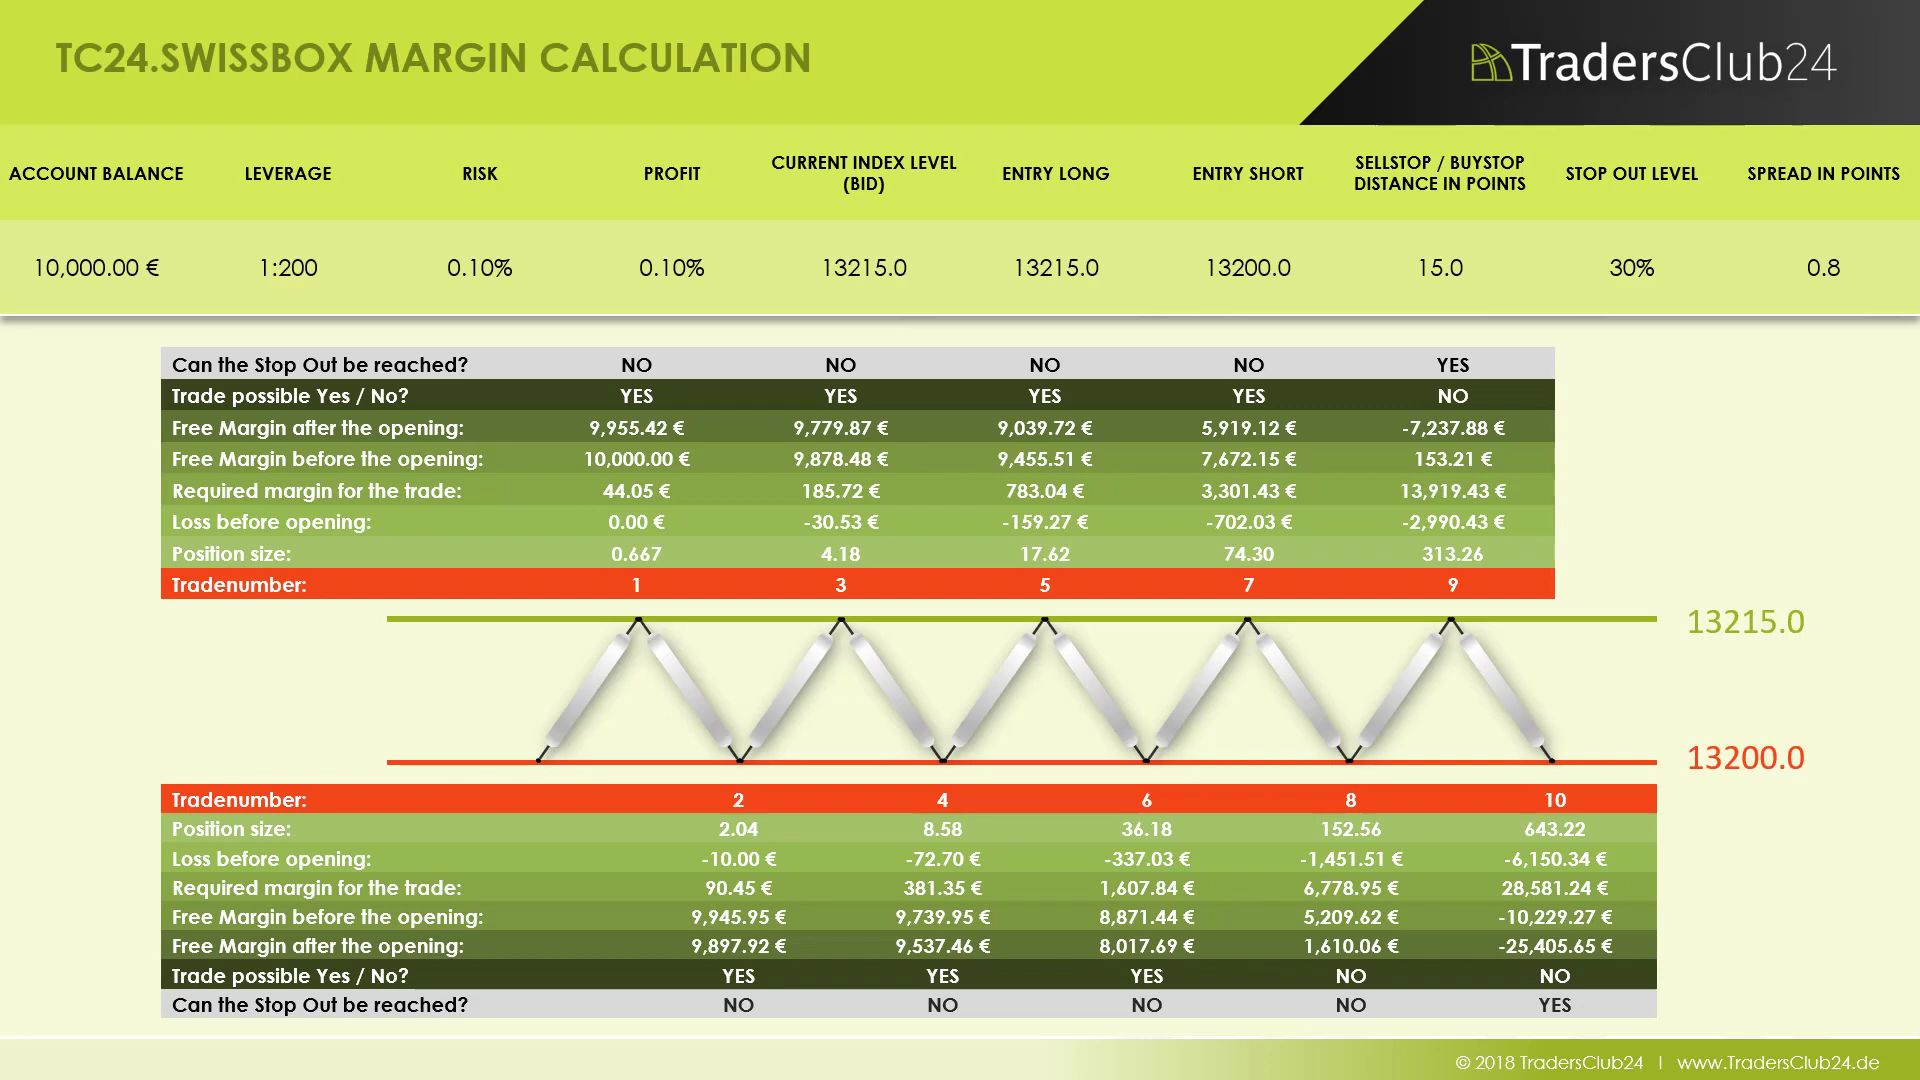 TC24.SWISSBOX MARGIN CALCULATION
TradersClub24
ACCOUNT BALANCE LEVERAGE RISK PROFIT CURRENT INDEX LEVEL (BID) ENTRY LONG ENTRY SHORT SELLSTOP / BUYSTOP DISTANCE IN POINTS STOP OUT LEVEL SPREAD IN POINTS
10,000.00 € 1:200 0.10% 0.10% 13215.0 13215.0 13200.0 15.0 30% 0.8
Can the Stop Out be reached? NO NO NO NO YES
Trade possible Yes / No? YES YES YES YES NO
Free Margin after the opening: 9,955.42 € 9,779.87 € 9,039.72 € 5,919.12 € -7,237.88 €
Free Margin before the opening: 10,000.00 € 9,878.48 € 9,455.51 € 7,672.15 € 153.21 €
Required margin for the trade: 44.05 € 185.72 € 783.04 € 3,301.43 € 13,919.43 €
Loss before opening: 0.00 € -30.53 € -159.27 € -702.03 € -2,990.43 €
Position size: 0.667 4.18 17.62 74.30 313.26
Tradenumber: 1 3 5 7 9
13215.0
13200.0
Tradenumber: 2 4 6 8 10
Position size: 2.04 8.58 36.18 152.56 643.22
Loss before opening: -10.00 € -72.70 € -337.03 € -1,451.51 € -6,150.34 €
Required margin for the trade: 90.45 € 381.35 € 1,607.84 € 6,778.95 € 28,581.24 €
Free Margin before the opening: 9,945.95 € 9,739.95 € 8,871.44 € 5,209.62 € -10,229.27 €
Free Margin after the opening: 9,897.92 € 9,537.46 € 8,017.69 € 1,610.06 € -25,405.65 €
Trade possible Yes / No? YES YES YES NO NO
Can the Stop Out be reached? NO NO NO NO YES
© 2018 TradersClub24 | www.TradersClub24.de